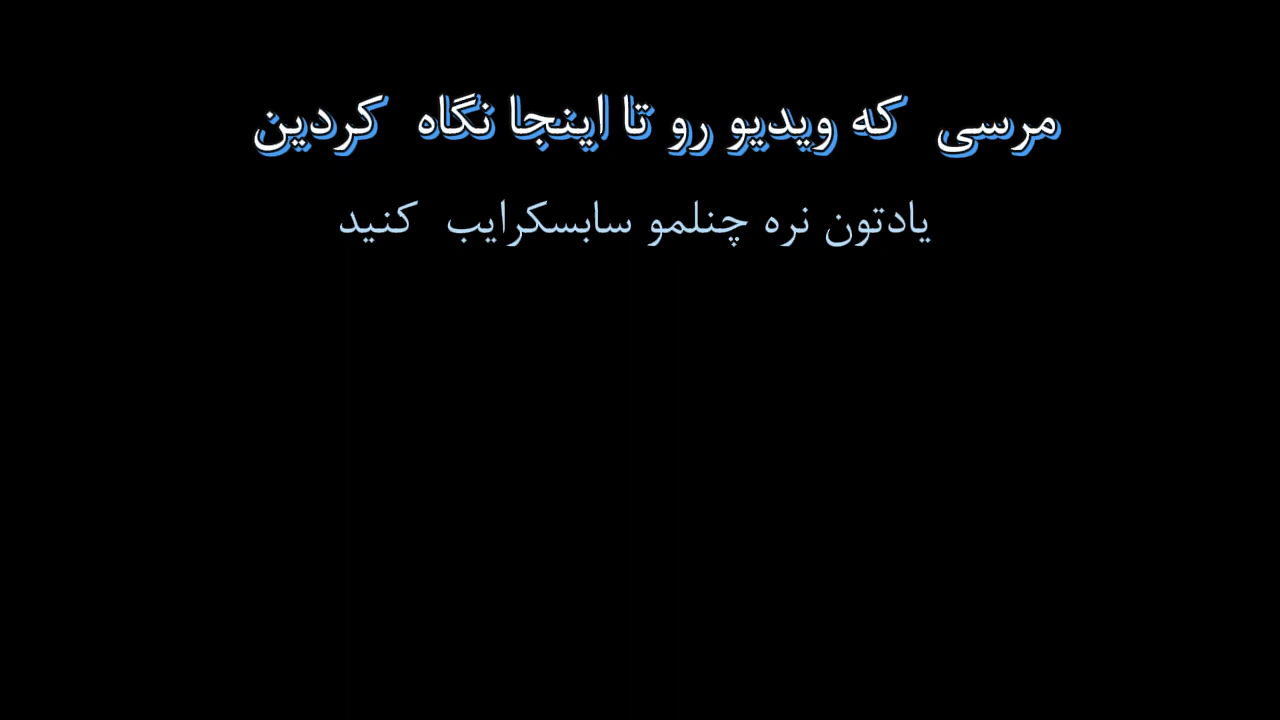 مرسی که ویدیو رو تا اینجا نگاه کردین
یادتون نره چنلمو سابسکرایب کنید